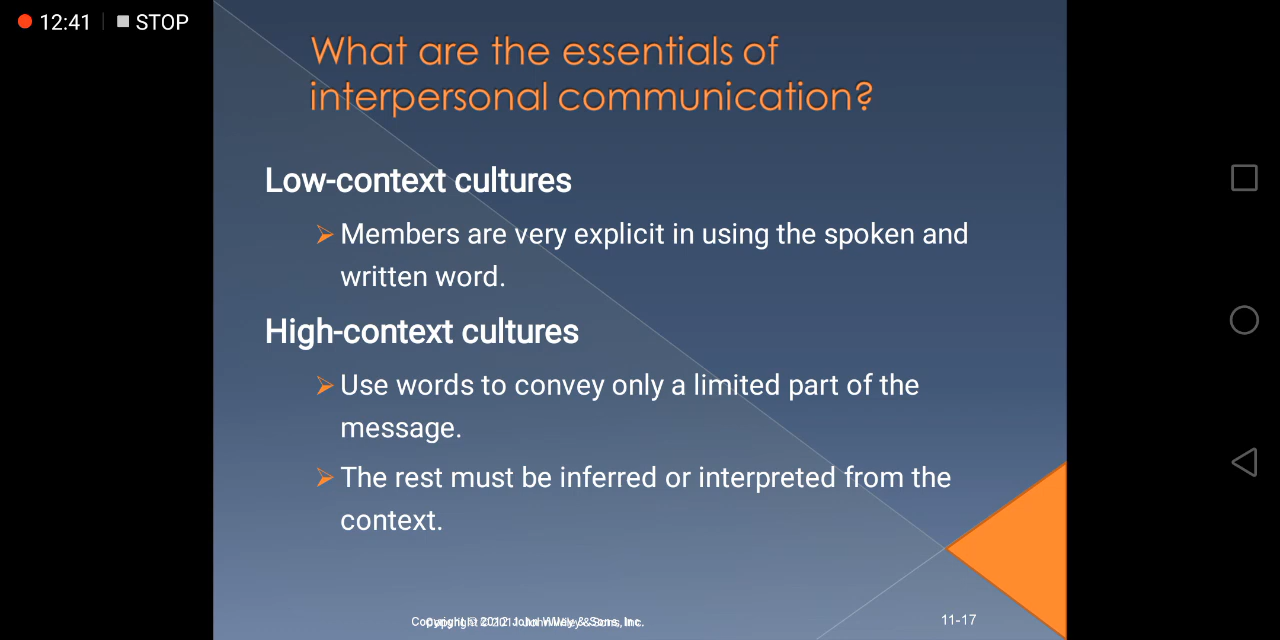 12:41 STOP
What are the essentials of
interpersonal communication?
Low-context cultures
Members are very explicit in using the spoken and
written word.
High-context cultures
Use words to convey only a limited part of the
message.
The rest must be inferred or interpreted from the
context.
11-17